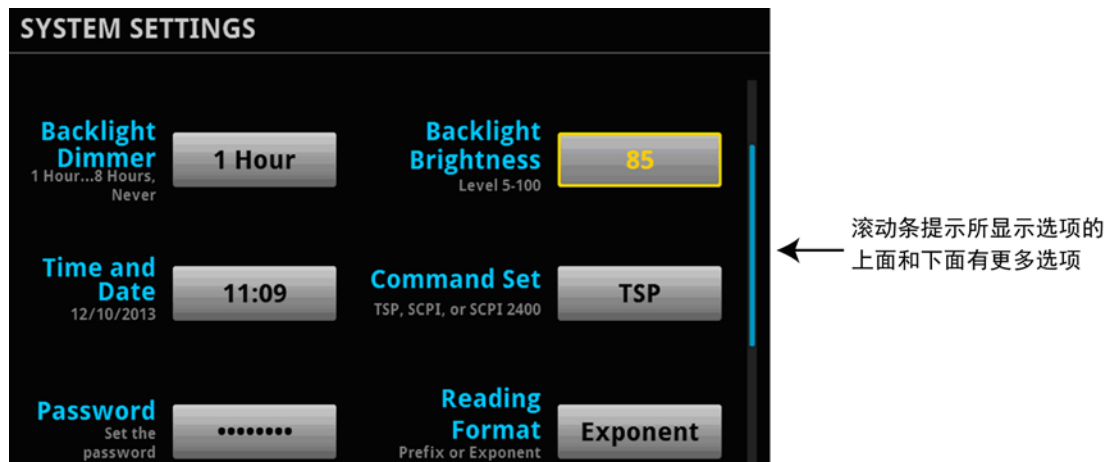 SYSTEM SETTINGS
Backlight
Dimmer
1 Hour...8 Hours,
Never
1 Hour
Backlight
Brightness
Level 5-100
85
滚动条提示所显示选项的
上面和下面有更多选项
Time and
Date
12/10/2013
11:09
Command Set
TSP, SCPI, or SCPI 2400
TSP
Password
Set the
password
••••••••
Reading
Format
Prefix or Exponent
Exponent